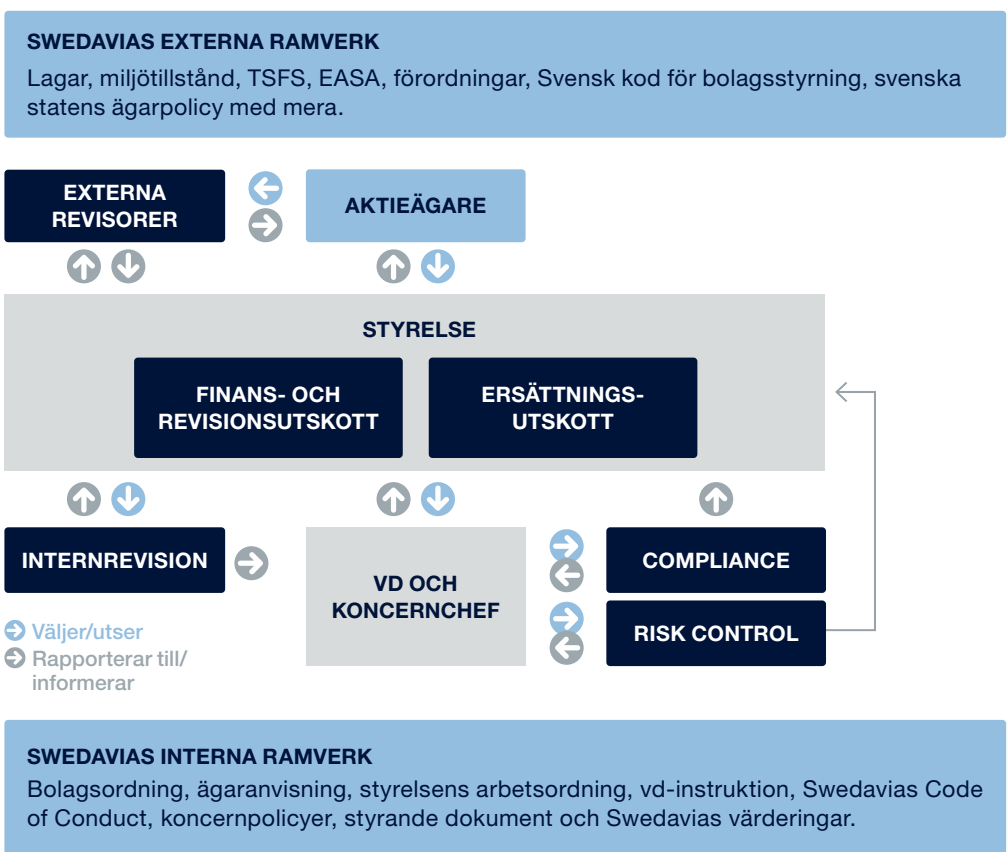 SWEDAVIAS EXTERNA RAMVERK
Lagar, miljötillstånd, TSFS, EASA, förordningar, Svensk kod för bolagsstyrning, svenska
statens ägarpolicy med mera.
EXTERNA
REVISORER
AKTIEÄGARE
STYRELSE
FINANS- OCH
REVISIONSUTSKOTT
ERSÄTTNINGS-
UTSKOTT
INTERNREVISION
VD OCH
KONCERNCHEF
COMPLIANCE
RISK CONTROL
Väljer/utser
Rapporterar till/
informerar
SWEDAVIAS INTERNA RAMVERK
Bolagsordning, ägaranvisning, styrelsens arbetsordning, vd-instruktion, Swedavias Code
of Conduct, koncernpolicyer, styrande dokument och Swedavias värderingar.